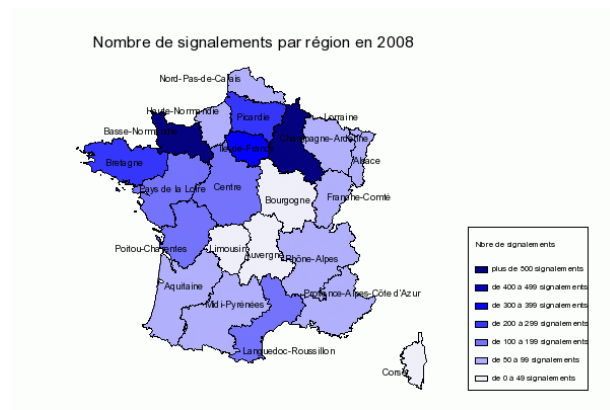 Nombre de signalements par région en 2008
Nord-Pas-de-Calais
Haute-Normandie
Picardie
Lorraine
Basse-Normandie
Champagne-Ardenne
Ile-de-France
Bretagne
Alsace
Pays de la Loire
Centre
Bourgogne
Franche-Comté
Poitou-Charentes
Limousin
Auvergne
Rhône-Alpes
Aquitaine
Midi-Pyrénées
Provence-Alpes-Côte d'Azur
Languedoc-Roussillon
Corse
Nbre de signalements
plus de 500 signalements
de 400 à 499 signalements
de 300 à 399 signalements
de 200 à 299 signalements
de 100 à 199 signalements
de 50 à 99 signalements
de 0 à 49 signalements